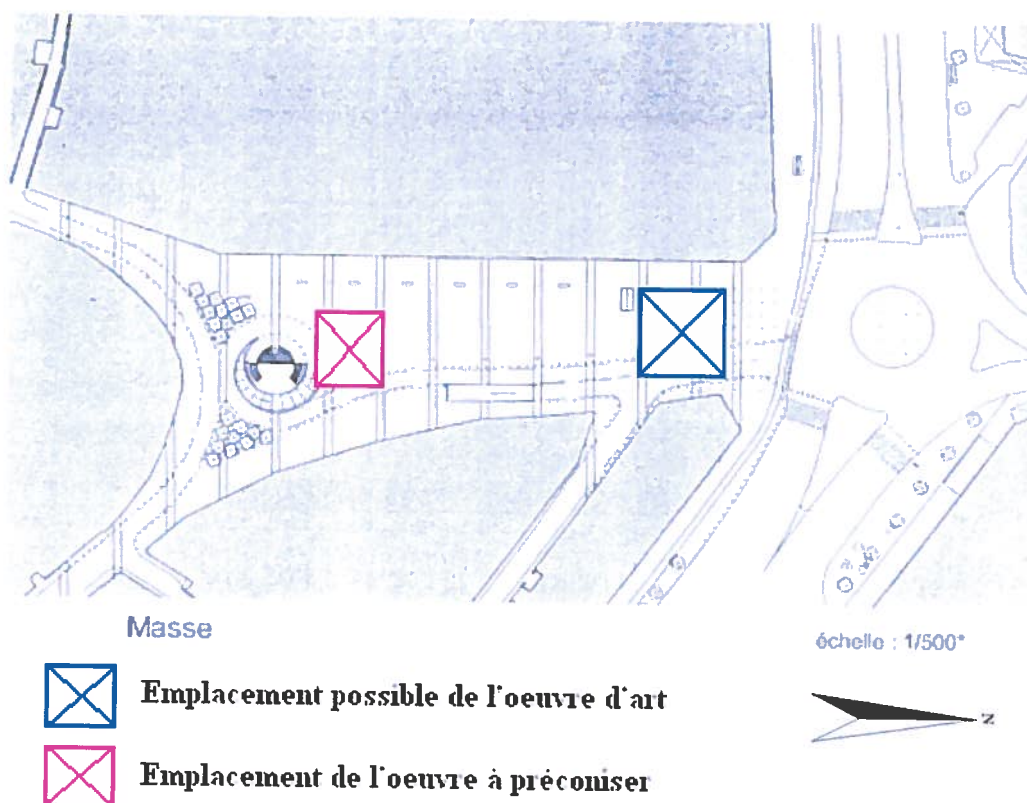 Masse
échelle : 1/500°
Emplacement possible de l'oeuvre d'art
N
Emplacement de l'oeuvre à préconiser